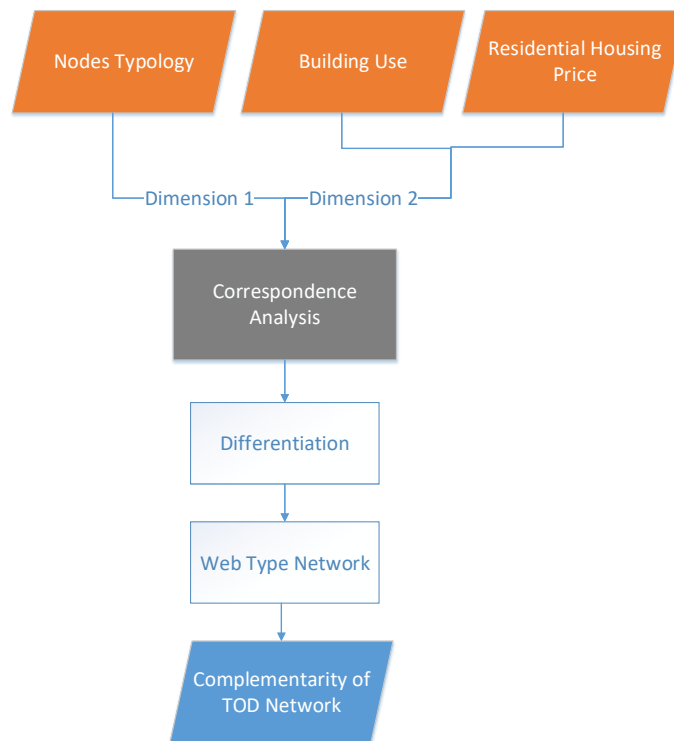 Nodes Typology
Building Use
Residential Housing
Price
Dimension 1
Dimension 2
Correspondence
Analysis
Differentiation
Web Type Network
Complementarity of
TOD Network